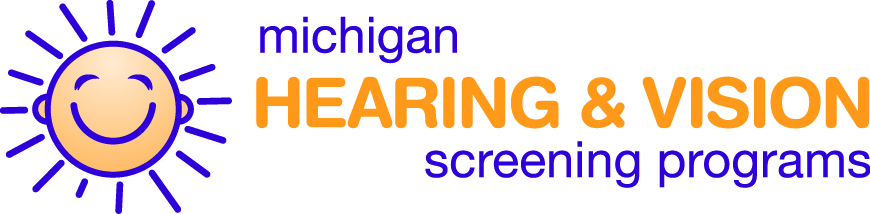 michigan
HEARING & VISION
screening programs